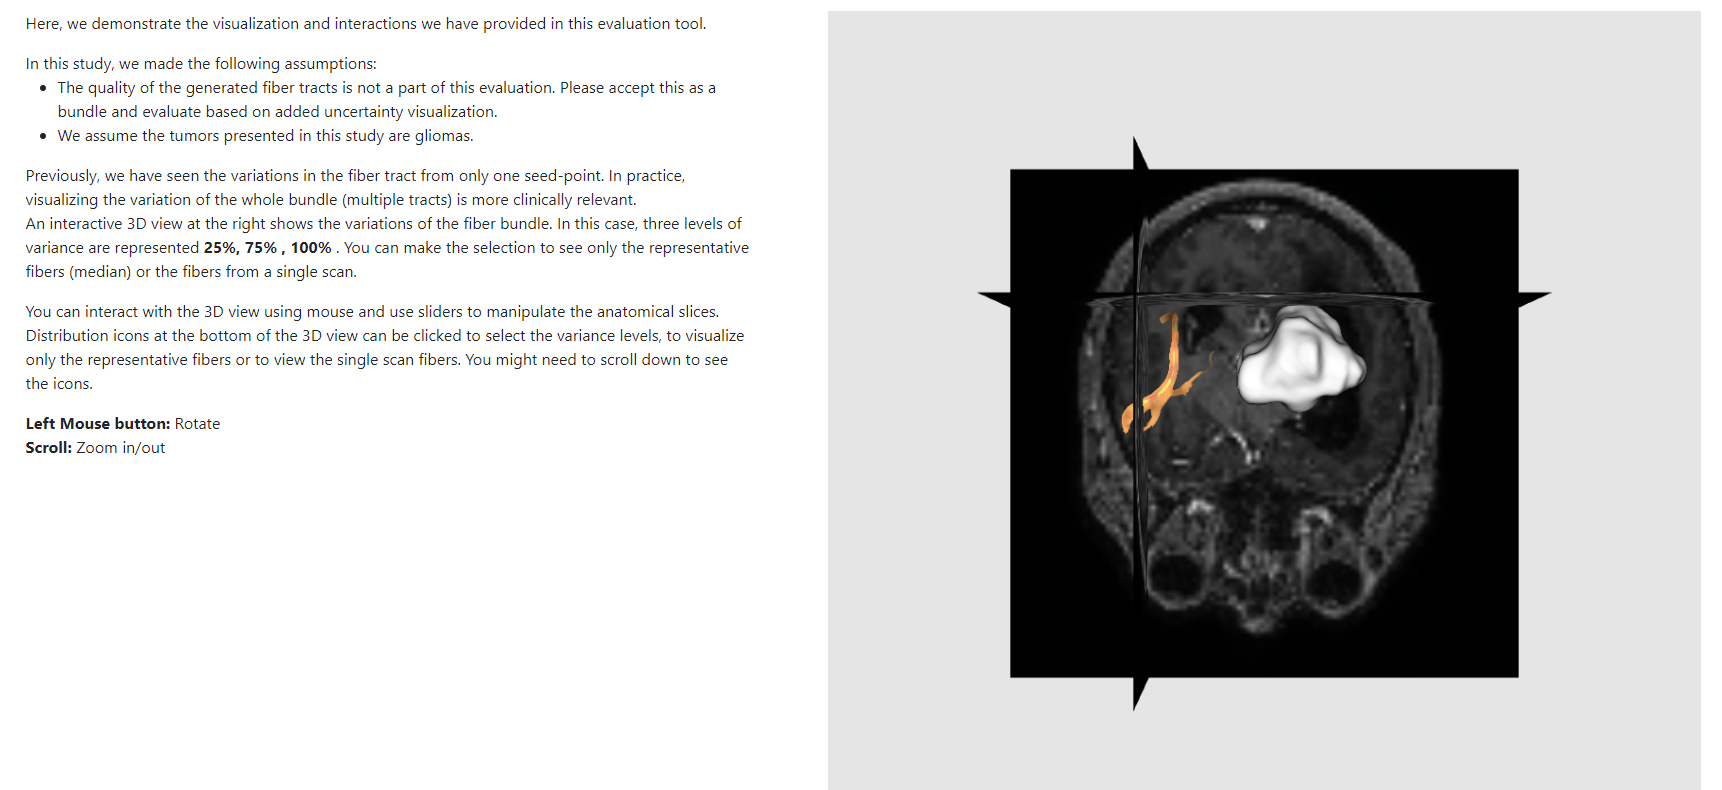 Here, we demonstrate the visualization and interactions we have provided in this evaluation tool.
In this study, we made the following assumptions:
• The quality of the generated fiber tracts is not a part of this evaluation. Please accept this as a
bundle and evaluate based on added uncertainty visualization.
• We assume the tumors presented in this study are gliomas.
Previously, we have seen the variations in the fiber tract from only one seed-point. In practice,
visualizing the variation of the whole bundle (multiple tracts) is more clinically relevant.
An interactive 3D view at the right shows the variations of the fiber bundle. In this case, three levels of
variance are represented 25%, 75% , 100% . You can make the selection to see only the representative
fibers (median) or the fibers from a single scan.
You can interact with the 3D view using mouse and use sliders to manipulate the anatomical slices.
Distribution icons at the bottom of the 3D view can be clicked to select the variance levels, to visualize
only the representative fibers or to view the single scan fibers. You might need to scroll down to see
the icons.
Left Mouse button: Rotate
Scroll: Zoom in/out